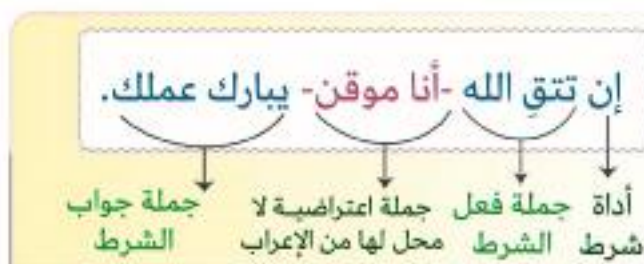 إن تتقِ الله -أنا موقن- يبارك عملك.
أداة شرط
جملة فعل الشرط
جملة اعتراضية لا محل لها من الإعراب
جملة جواب الشرط